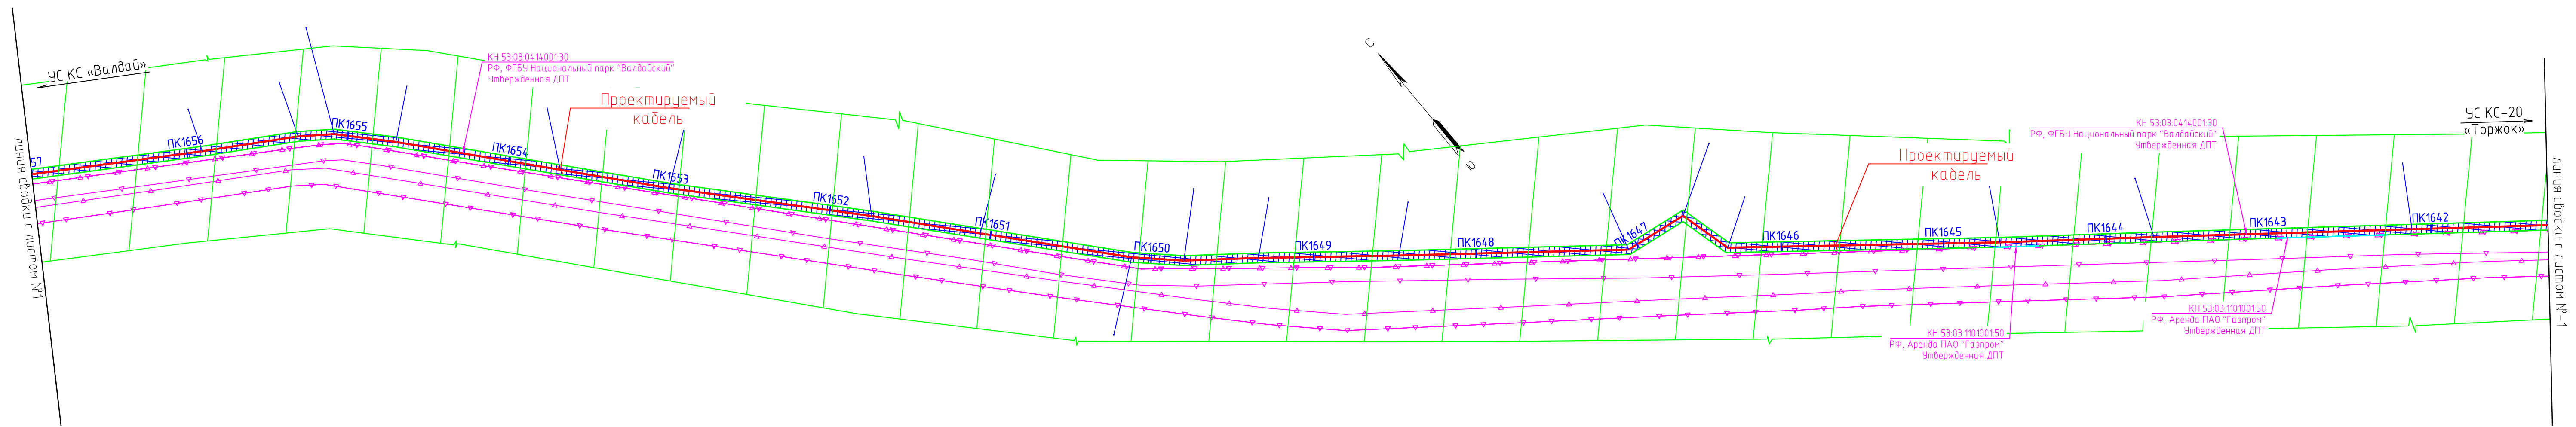 УС КС «Валдай»
линия сводки с листом №1
57
ПК1656
ПК1655
КН 53:03:0414001:30
РФ, ФГБУ Национальный парк "Валдайский"
Утвержденная ДПТ
Проектируемый
кабель
ПК1654
ПК1653
ПК1652
ПК1651
ПК1650
ПК1649
С
Ю
ПК1648
ПК1647
ПК1646
Проектируемый
кабель
ПК1645
ПК1644
КН 53:03:0414001:30
РФ, ФГБУ Национальный парк "Валдайский"
Утвержденная ДПТ
ПК1643
ПК1642
КН 53:03:1101001:50
РФ, Аренда ПАО "Газпром"
Утвержденная ДПТ
КН 53:03:1101001:50
РФ, Аренда ПАО "Газпром"
Утвержденная ДПТ
УС КС-20
«Торжок»
линия сводки с листом №-1